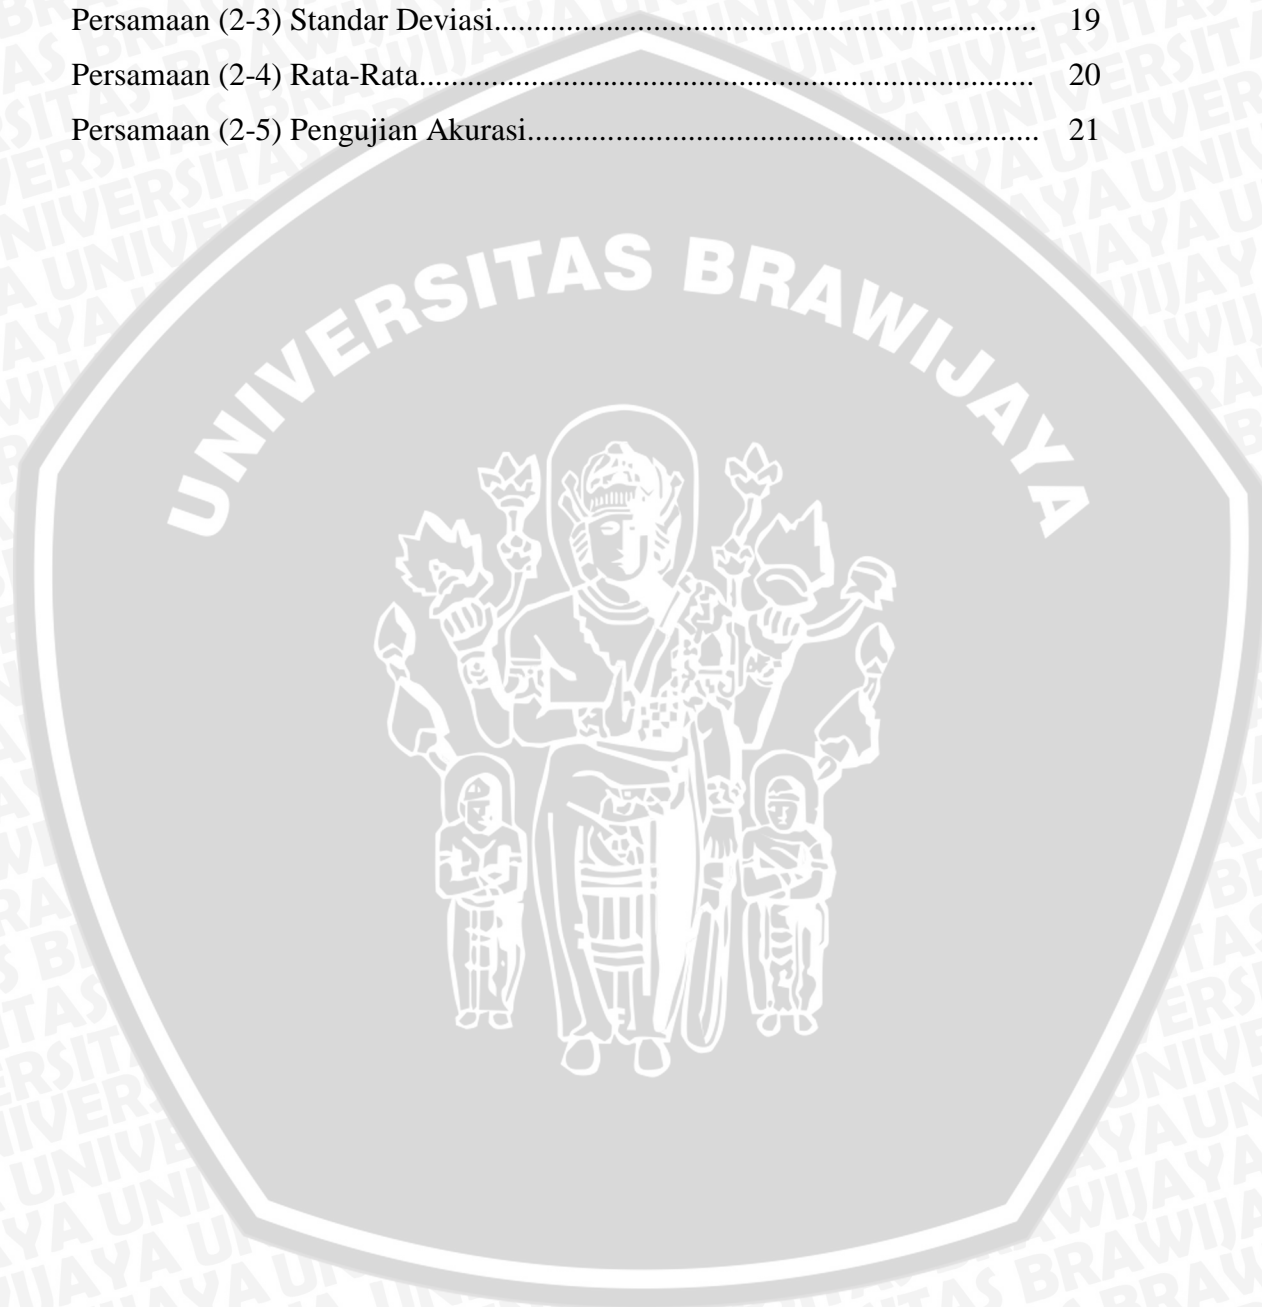 Persamaan (2-3) Standar Deviasi.................................................................... 19
Persamaan (2-4) Rata-Rata............................................................................. 20
Persamaan (2-5) Pengujian Akurasi................................................................ 21
UNIVERSITAS BRAWIJAYA